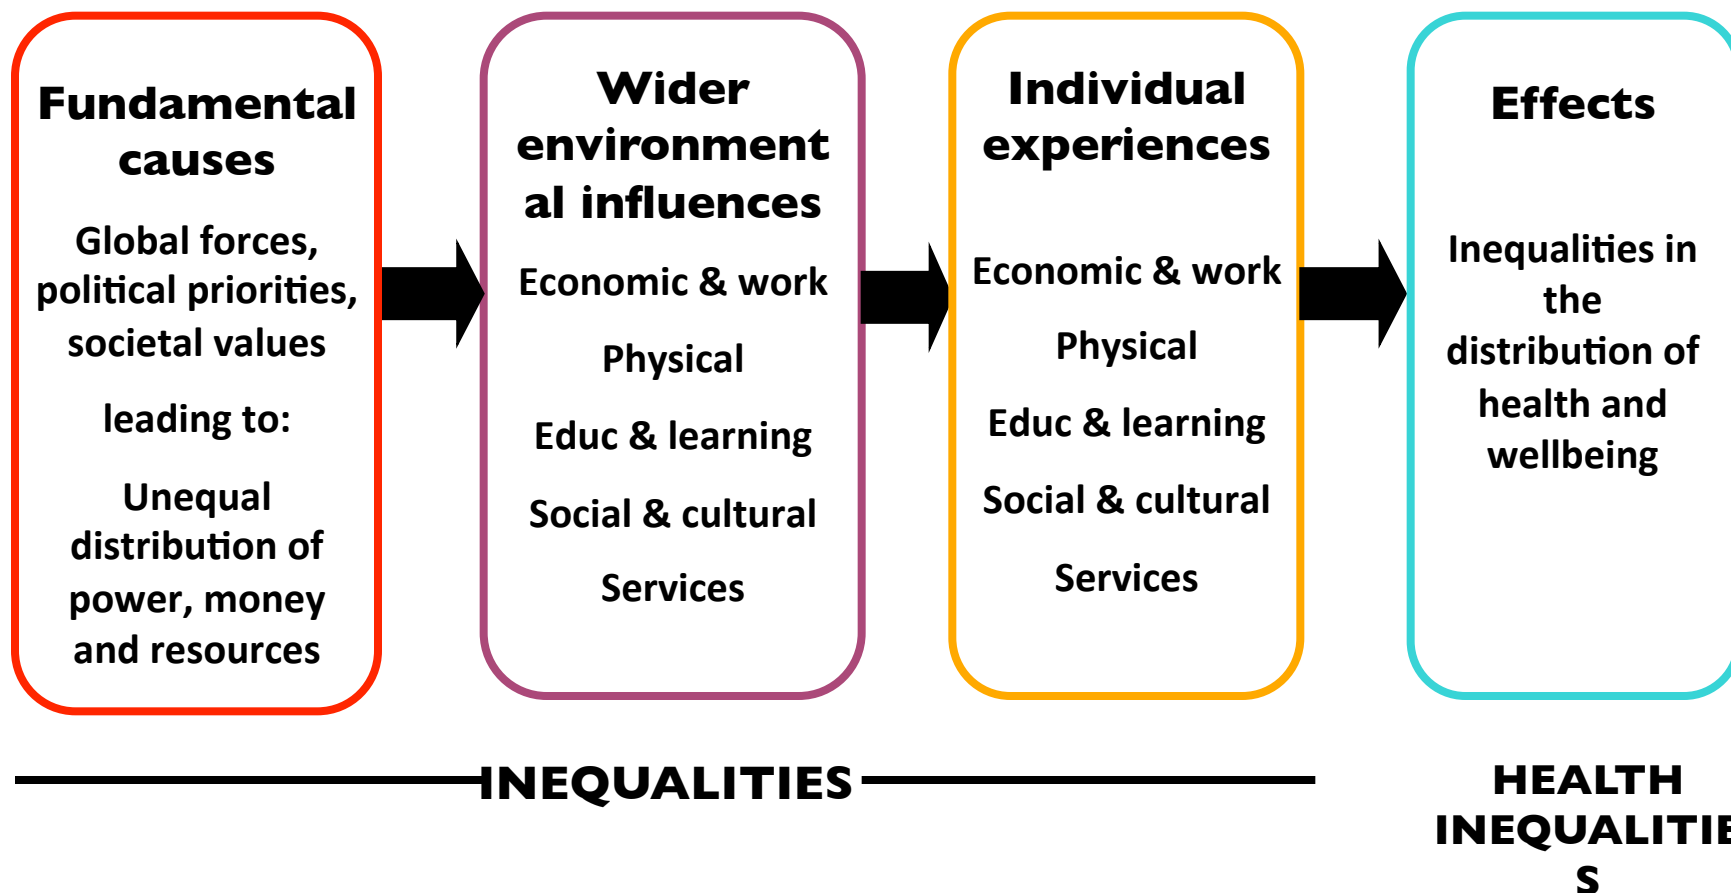 Fundamental
causes
Global forces,
political priorities,
societal values
leading to:
Unequal
distribution of
power, money
and resources
Wider
environment
al influences
Economic & work
Physical
Educ & learning
Social & cultural
Services
Individual
experiences
Economic & work
Physical
Educ & learning
Social & cultural
Services
Effects
Inequalities in
the
distribution of
health and
wellbeing
INEQUALITIES
HEALTH
INEQUALITIE
S